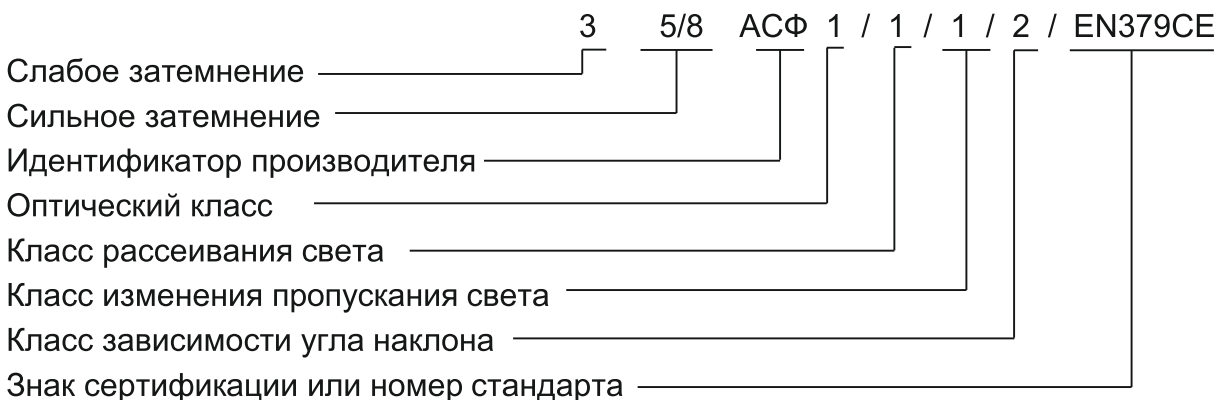 3 5/8 АСФ 1 / 1 / 1 / 2 / EN379CE
Слабое затемнение
Сильное затемнение
Идентификатор производителя
Оптический класс
Класс рассеивания света
Класс изменения пропускания света
Класс зависимости угла наклона
Знак сертификации или номер стандарта